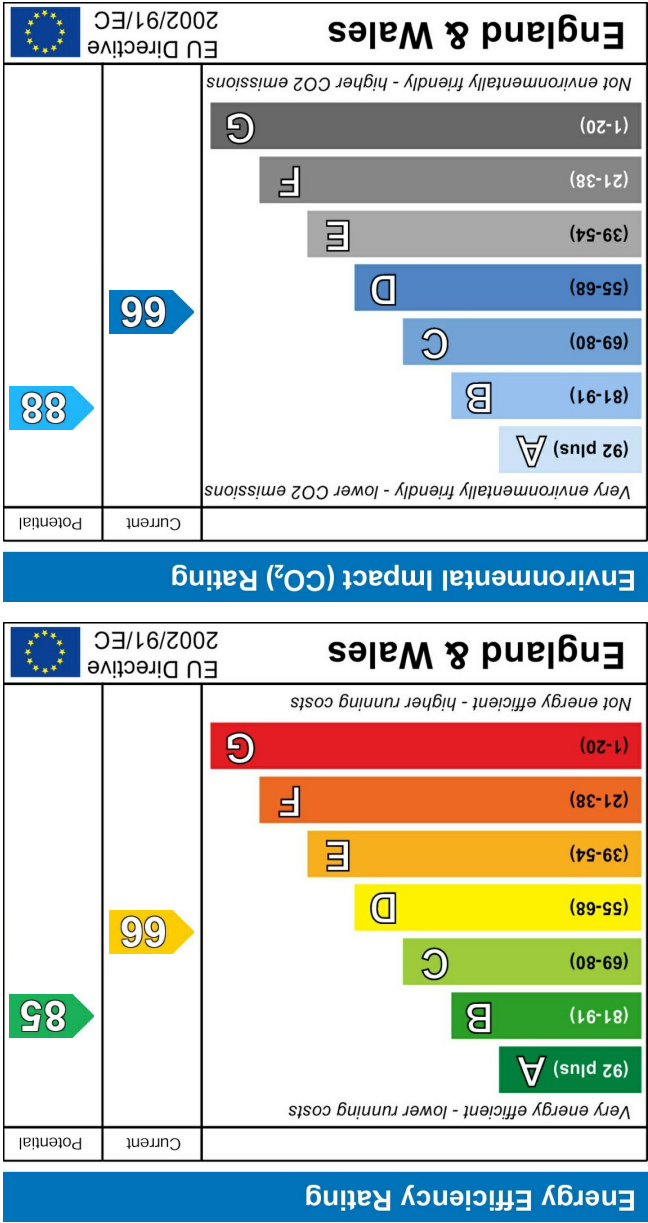 Energy Efficiency Rating
Current
Potential
Very energy efficient - lower running costs
(92 plus) A
(81-91) B
(69-80) C
(55-68) D
(39-54) E
(21-38) F
(1-20) G
Not energy efficient - higher running costs
66
85
England & Wales
EU Directive
2002/91/EC
Environmental Impact (CO₂) Rating
Current
Potential
Very environmentally friendly - lower CO2 emissions
(92 plus) A
(81-91) B
(69-80) C
(55-68) D
(39-54) E
(21-38) F
(1-20) G
Not environmentally friendly - higher CO2 emissions
66
88
England & Wales
EU Directive
2002/91/EC